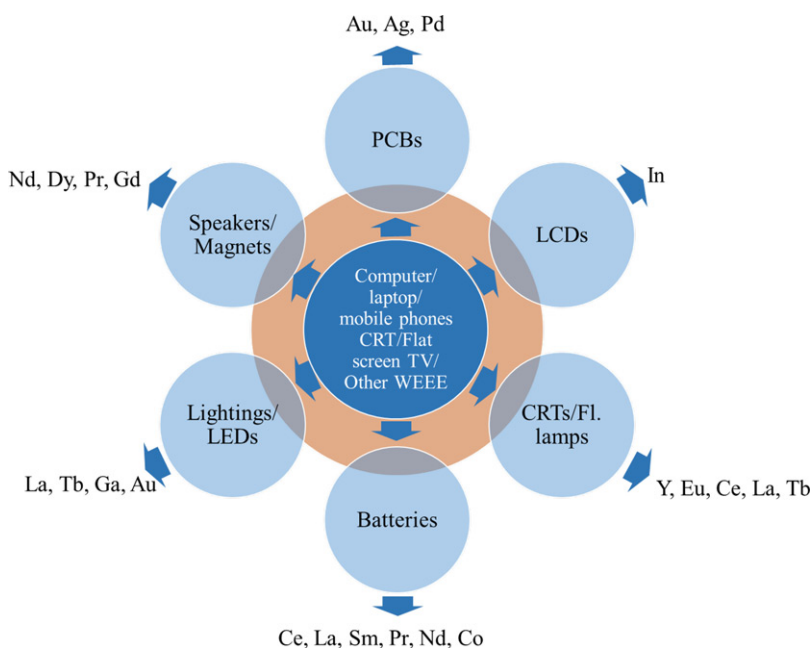 Au, Ag, Pd
PCBs
Nd, Dy, Pr, Gd
Speakers/
Magnets
In
LCDs
Computer/
laptop/
mobile phones
CRT/Flat
screen TV/
Other WEEE
Lightings/
LEDs
La, Tb, Ga, Au
CRTs/Fl.
lamps
Y, Eu, Ce, La, Tb
Batteries
Ce, La, Sm, Pr, Nd, Co